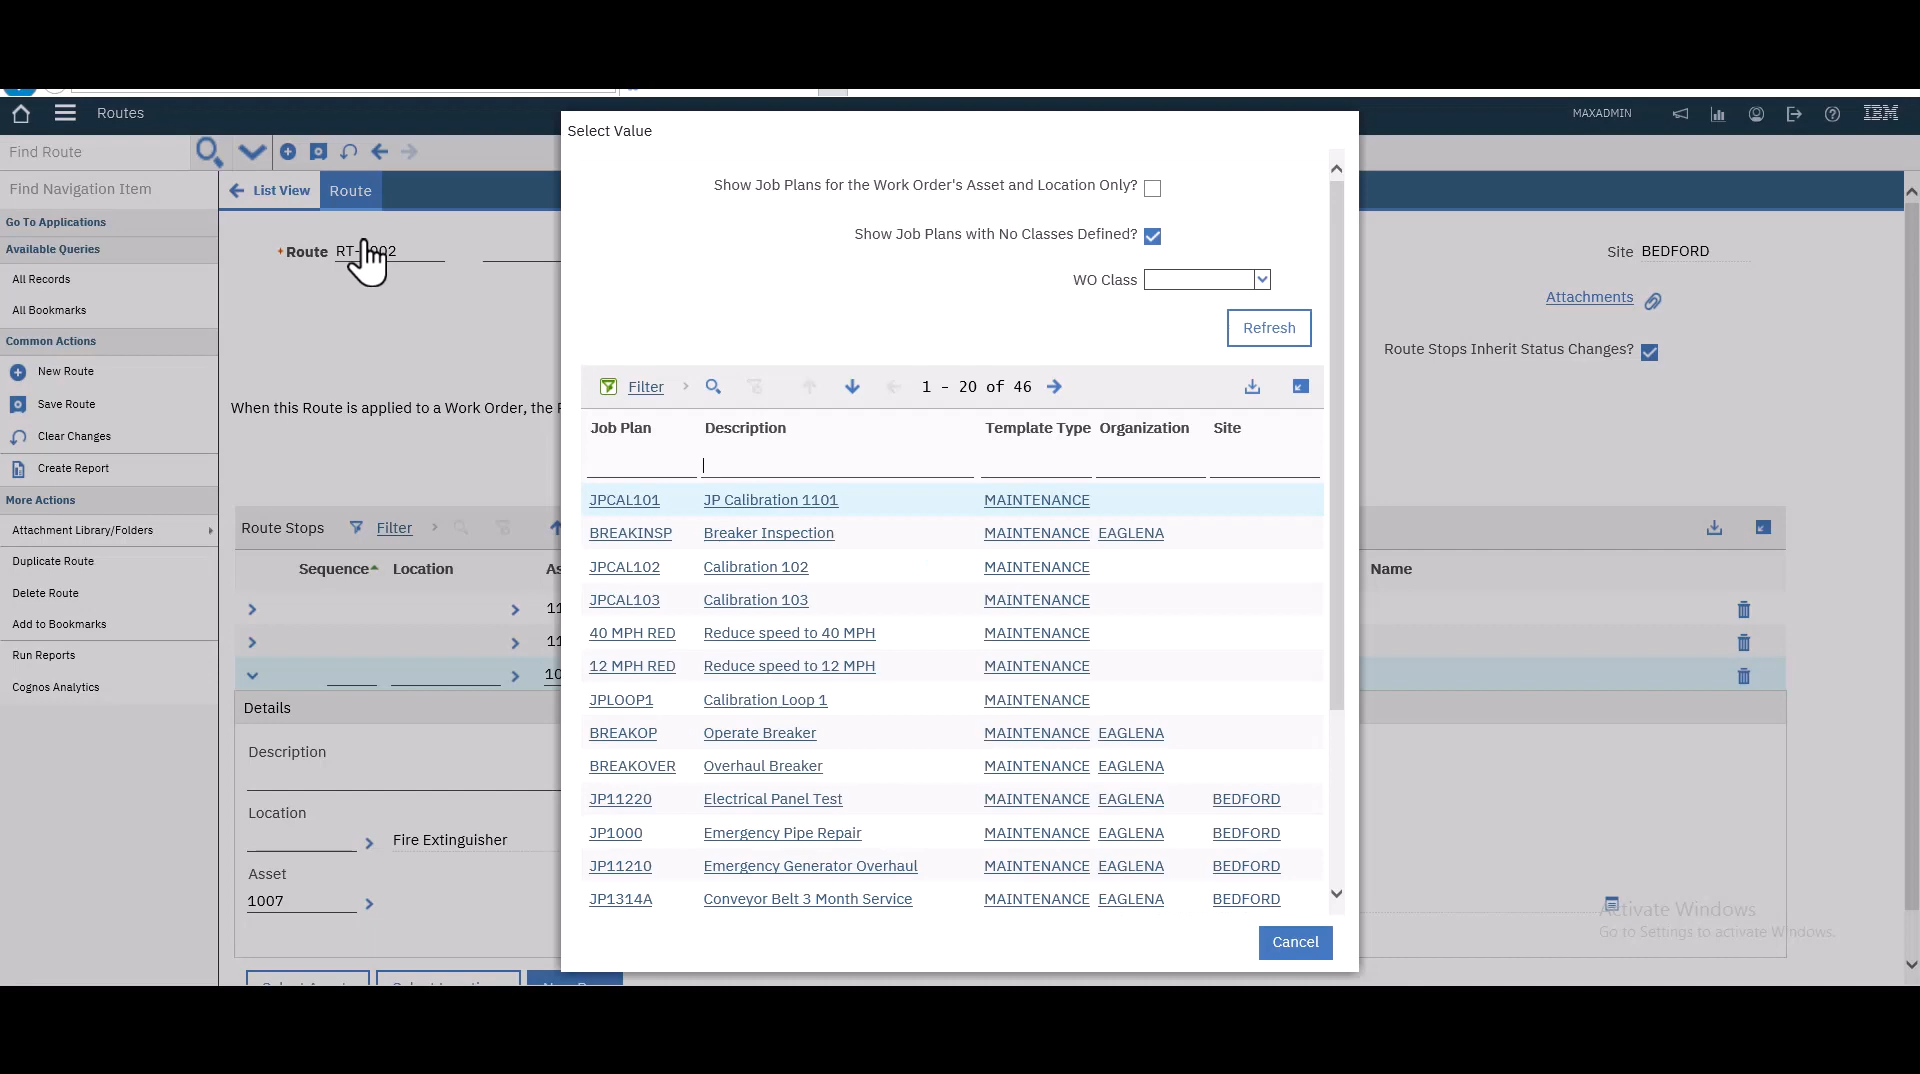 Routes
MAXADMIN
IBM
Find Route
Find Navigation Item
Go To Applications
Available Queries
All Records
All Bookmarks
Common Actions
New Route
Save Route
Clear Changes
Create Report
More Actions
Attachment Library/Folders
Duplicate Route
Delete Route
Add to Bookmarks
Run Reports
Cognos Analytics
List View
Route
Route
Site BEDFORD
Attachments
Route Stops Inherit Status Changes?
When this Route is applied to a Work Order, the
Route Stops Filter
Sequence Location
Name
Details
Description
Location
Fire Extinguisher
Asset
1007
Select Value
Show Job Plans for the Work Order's Asset and Location Only?
Show Job Plans with No Classes Defined?
WO Class
Refresh
Filter 1 - 20 of 46
Job Plan Description Template Type Organization Site
JPCAL101 JP Calibration 1101 MAINTENANCE
BREAKINSP Breaker Inspection MAINTENANCE EAGLENA
JPCAL102 Calibration 102 MAINTENANCE
JPCAL103 Calibration 103 MAINTENANCE
40 MPH RED Reduce speed to 40 MPH MAINTENANCE
12 MPH RED Reduce speed to 12 MPH MAINTENANCE
JPLOOP1 Calibration Loop 1 MAINTENANCE
BREAKOP Operate Breaker MAINTENANCE EAGLENA
BREAKOVER Overhaul Breaker MAINTENANCE EAGLENA
JP11220 Electrical Panel Test MAINTENANCE EAGLENA BEDFORD
JP1000 Emergency Pipe Repair MAINTENANCE EAGLENA BEDFORD
JP11210 Emergency Generator Overhaul MAINTENANCE EAGLENA BEDFORD
JP1314A Conveyor Belt 3 Month Service MAINTENANCE EAGLENA BEDFORD
Cancel
Activate Windows
Go to Settings to activate Windows.